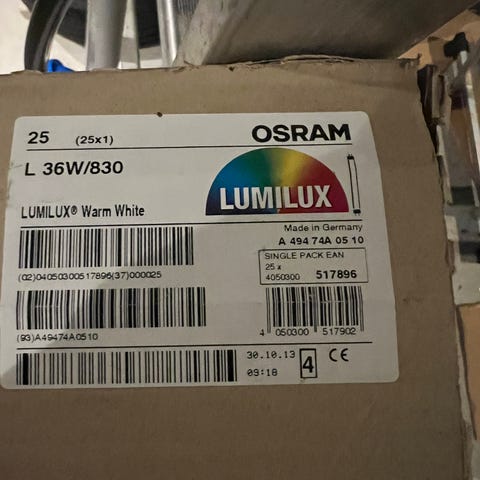 25 (25x1)
OSRAM
L 36W/830
LUMILUX
LUMILUX® Warm White
Made in Germany
A 494 74A 05 10
SINGLE PACK EAN
25 x
4050300 517896
(02)04050300517896(37)000025
(93)A49474A0510
4 050300 517902
30.10.13
09:18
4
CE